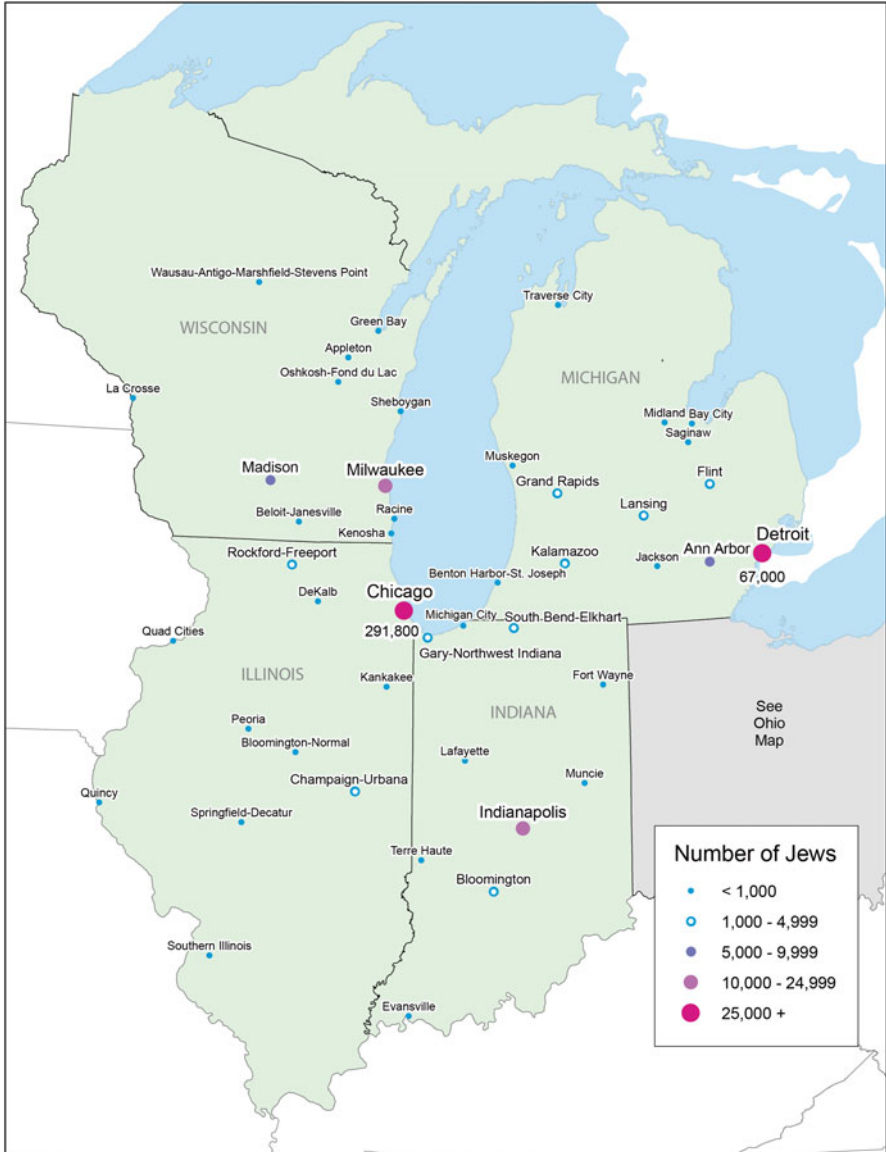 Wausau-Antigo-Marshfield-Stevens Point
Traverse City
Green Bay
WISCONSIN
Appleton
Oshkosh-Fond du Lac
MICHIGAN
La Crosse
Sheboygan
Midland
Bay City
Saginaw
Muskegon
Madison
Milwaukee
Grand Rapids
Flint
Lansing
Racine
Beloit-Janesville
Kenosha
Detroit
Ann Arbor
Rockford-Freeport
Kalamazoo
Jackson
67,000
Benton Harbor-St. Joseph
DeKalb
Chicago
291,800
Michigan City
South Bend-Elkhart
Quad Cities
Gary-Northwest Indiana
ILLINOIS
Kankakee
Fort Wayne
INDIANA
See
Ohio
Map
Peoria
Bloomington-Normal
Lafayette
Champaign-Urbana
Muncie
Quincy
Springfield-Decatur
Indianapolis
Terre Haute
Bloomington
Southern Illinois
Evansville
Number of Jews
< 1,000
1,000 - 4,999
5,000 - 9,999
10,000 - 24,999
25,000 +